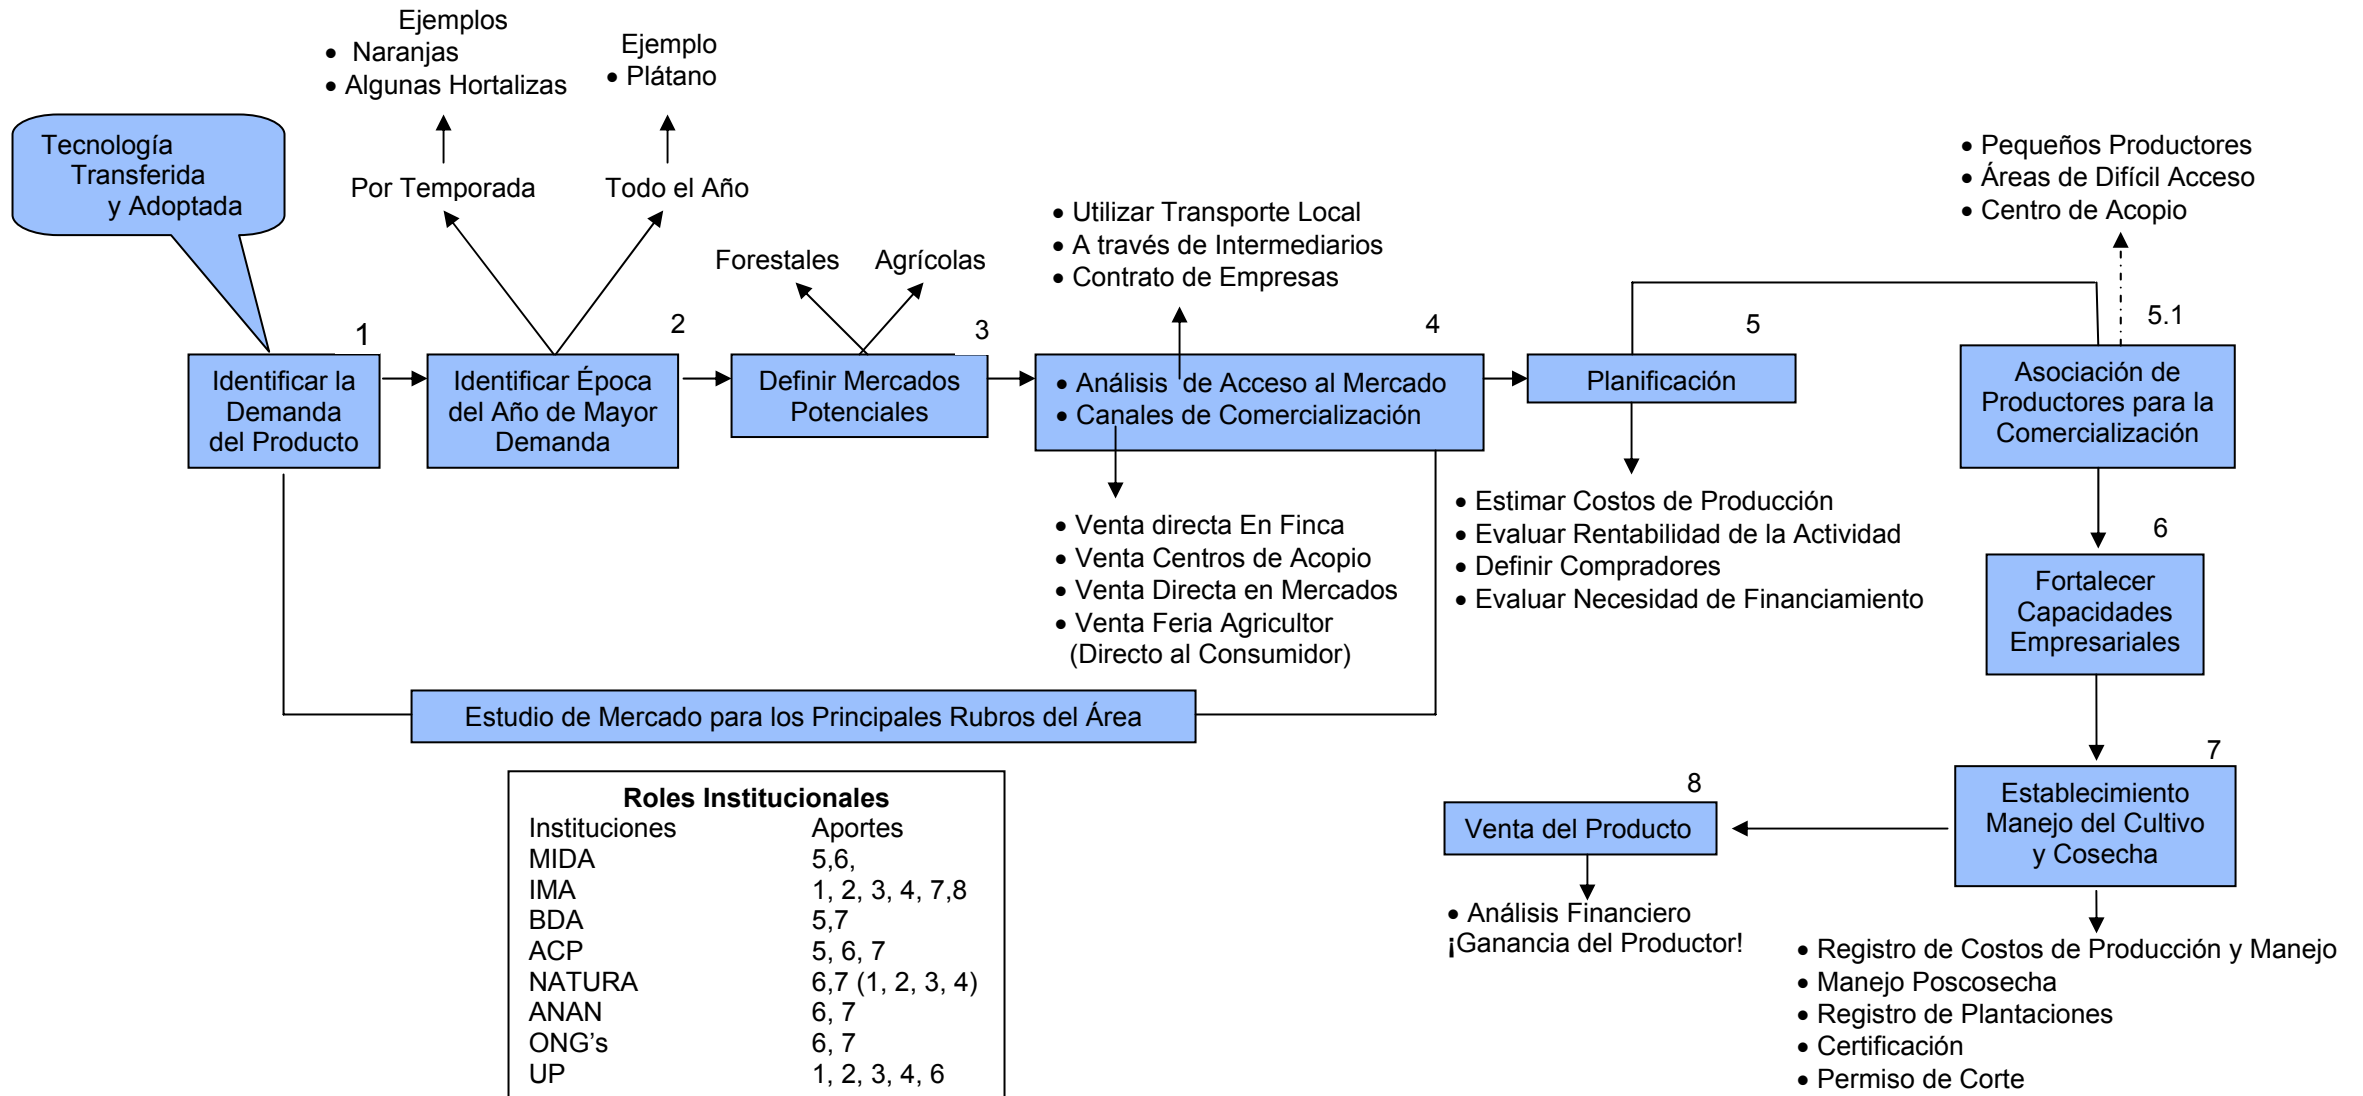 Ejemplos
• Naranjas
• Algunas Hortalizas
Ejemplo
• Plátano
Tecnología
Transferida
y Adoptada
Por Temporada
Todo el Año
Forestales
Agrícolas
• Utilizar Transporte Local
• A través de Intermediarios
• Contrato de Empresas
• Pequeños Productores
• Áreas de Difícil Acceso
• Centro de Acopio
1
Identificar la
Demanda
del Producto
2
Identificar Época
del Año de Mayor
Demanda
3
Definir Mercados
Potenciales
4
• Análisis de Acceso al Mercado
• Canales de Comercialización
5
Planificación
5.1
Asociación de
Productores para la
Comercialización
• Venta directa En Finca
• Venta Centros de Acopio
• Venta Directa en Mercados
• Venta Feria Agricultor
(Directo al Consumidor)
• Estimar Costos de Producción
• Evaluar Rentabilidad de la Actividad
• Definir Compradores
• Evaluar Necesidad de Financiamiento
6
Fortalecer
Capacidades
Empresariales
Estudio de Mercado para los Principales Rubros del Área
7
Establecimiento
Manejo del Cultivo
y Cosecha
8
Venta del Producto
• Análisis Financiero
¡Ganancia del Productor!
• Registro de Costos de Producción y Manejo
• Manejo Poscosecha
• Registro de Plantaciones
• Certificación
• Permiso de Corte
Roles Institucionales
Instituciones Aportes
MIDA 5,6,
IMA 1, 2, 3, 4, 7,8
BDA 5,7
ACP 5, 6, 7
NATURA 6,7 (1, 2, 3, 4)
ANAN 6, 7
ONG's 6, 7
UP 1, 2, 3, 4, 6